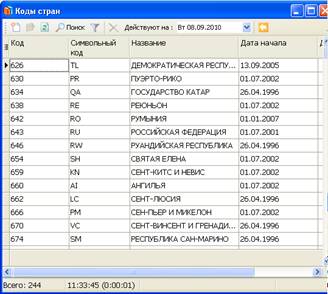 Коды стран
Поиск Действуют на : Вт 08.09.2010
Код Символьный код Название Дата начала Д
626 TL ДЕМОКРАТИЧЕСКАЯ РЕСПУ... 13.09.2005
630 PR ПУЭРТО-РИКО 01.07.2002
634 QA ГОСУДАРСТВО КАТАР 26.04.1996
638 RE РЕЮНЬОН 01.07.2002
642 RO РУМЫНИЯ 01.01.2007
643 RU РОССИЙСКАЯ ФЕДЕРАЦИЯ 01.07.2001
646 RW РУАНДИЙСКАЯ РЕСПУБЛИКА 26.04.1996
654 SH СВЯТАЯ ЕЛЕНА 01.07.2002
659 KN СЕНТ-КИТС И НЕВИС 01.07.2002
660 AI АНГИЛЬЯ 01.07.2002
662 LC СЕНТ-ЛЮСИЯ 26.04.1996
666 PM СЕН-ПЬЕР И МИКЕЛОН 01.07.2002
670 VC СЕНТ-ВИНСЕНТ И ГРЕНАДИ... 26.04.1996
674 SM РЕСПУБЛИКА САН-МАРИНО 26.04.1996
Всего: 244 11:33:45 (0:00:01)